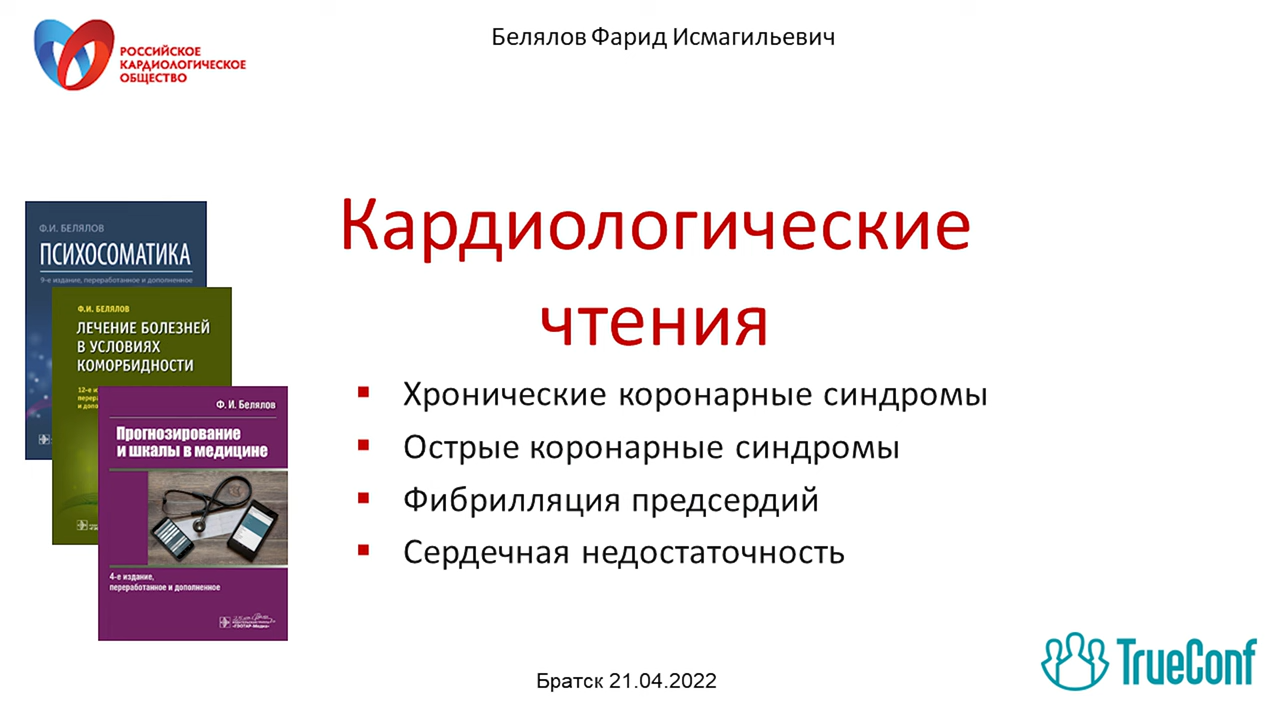 РОССИЙСКОЕ
КАРДИОЛОГИЧЕСКОЕ
ОБЩЕСТВО
Белялов Фарид Исмагильевич
Кардиологические
чтения
Ф.И. БЕЛЯЛОВ
ПСИХОСОМАТИКА
9-е издание, переработанное и дополненное
Ф.И. БЕЛЯЛОВ
ЛЕЧЕНИЕ БОЛЕЗНЕЙ
В УСЛОВИЯХ
КОМОРБИДНОСТИ
12-е
Ф. И. Белялов
Прогнозирование
и шкалы в медицине
4-е издание,
переработанное и дополненное
▪ Хронические коронарные синдромы
▪ Острые коронарные синдромы
▪ Фибрилляция предсердий
▪ Сердечная недостаточность
Братск 21.04.2022
TrueConf